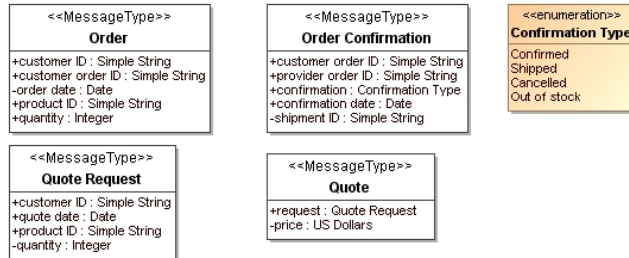 <<MessageType>>
Order
+customer ID : Simple String
+customer order ID : Simple String
-order date : Date
+product ID : Simple String
+quantity : Integer
<<MessageType>>
Order Confirmation
+customer ID : Simple String
+provider order ID : Simple String
+confirmation : Confirmation Type
+confirmation date : Date
-shipment ID : Simple String
<<enumeration>>
Confirmation Type
Confirmed
Shipped
Cancelled
Out of stock
<<MessageType>>
Quote Request
+customer ID : Simple String
+quote date : Date
+product ID : Simple String
-quantity : Integer
<<MessageType>>
Quote
+request : Quote Request
-price : US Dollars